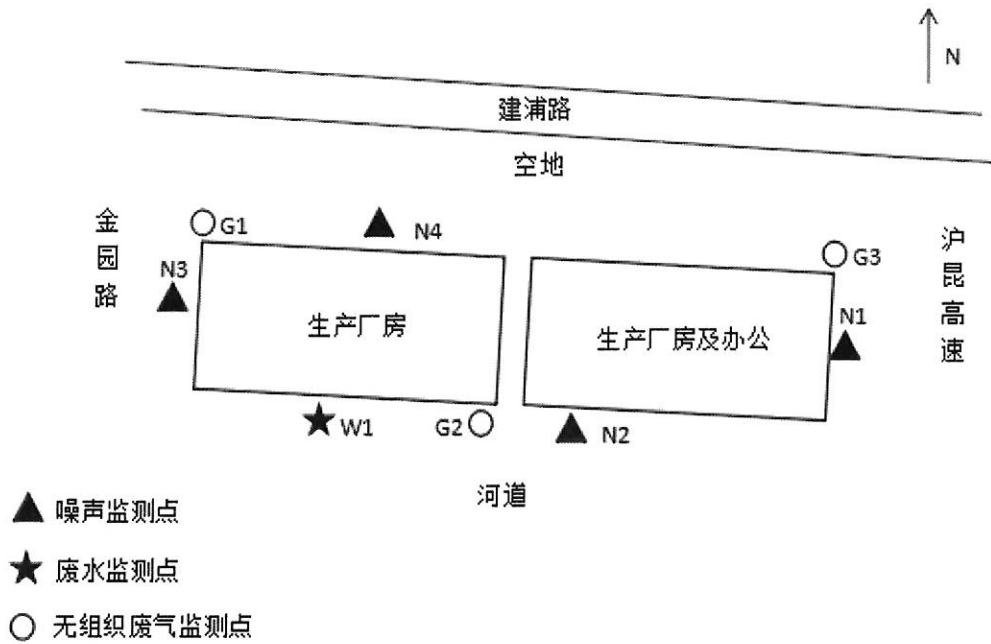 N
建浦路
空地
金园路
G1
N4
G3
沪昆高速
N3
N1
生产厂房
生产厂房及办公
W1
G2
N2
河道
噪声监测点
废水监测点
无组织废气监测点